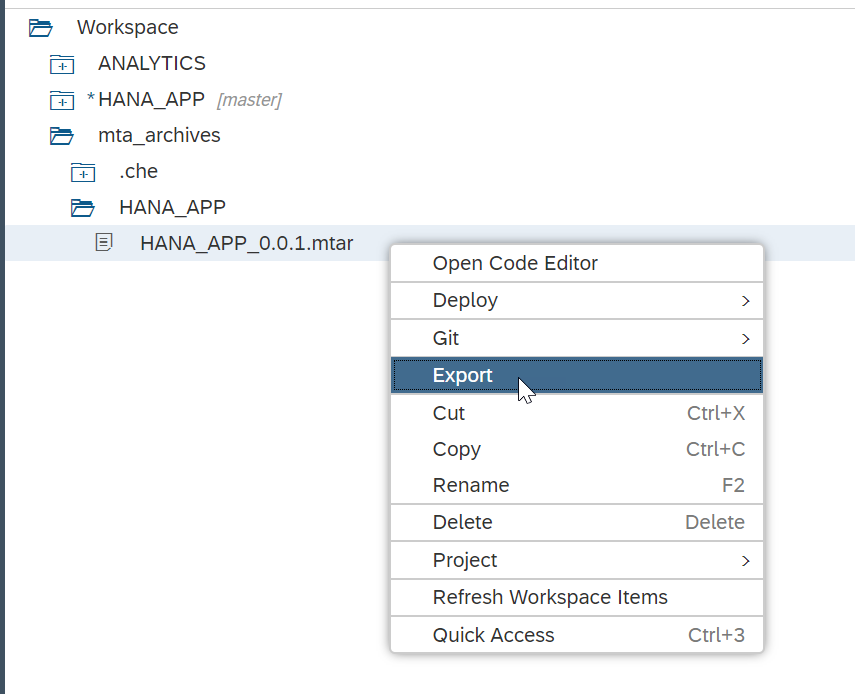 Workspace
ANALYTICS
*HANA_APP [master]
mta_archives
.che
HANA_APP
HANA_APP_0.0.1.mtar
Open Code Editor
Deploy
Git
Export
Cut Ctrl+X
Copy Ctrl+C
Rename F2
Delete Delete
Project
Refresh Workspace Items
Quick Access Ctrl+3